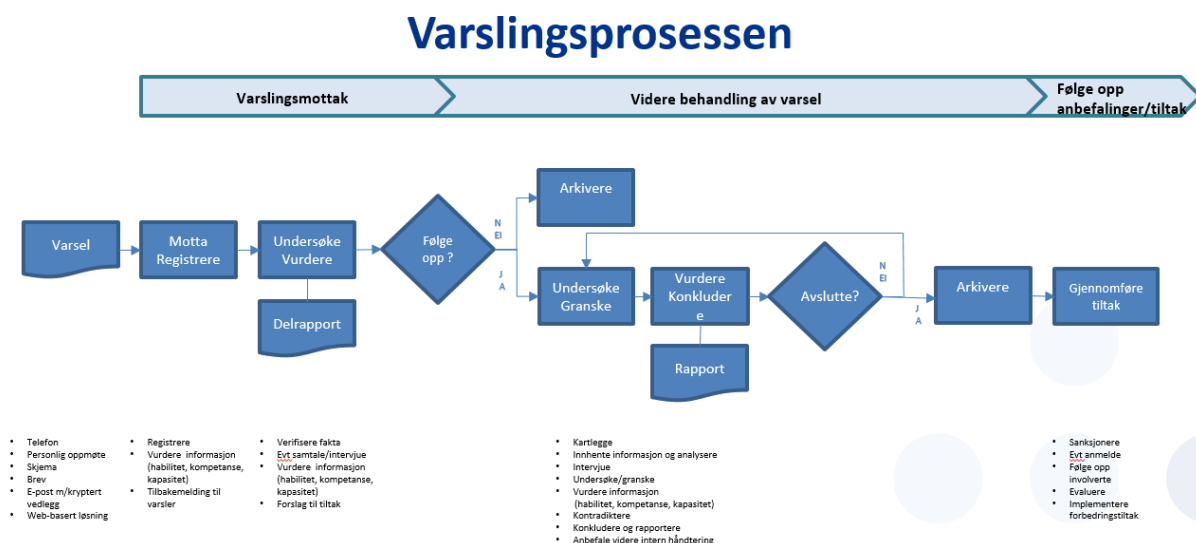 Varslingsprosessen
Varslingsmottak
Videre behandling av varsel
Følge opp
anbefalinger/tiltak
Varsel
Motta
Registrere
Undersøke
Vurdere
Delrapport
Følge
opp ?
N
EI
J
A
Arkivere
Undersøke
Granske
Vurdere
Konkluder
e
Rapport
Avslutte?
N
EI
J
A
Arkivere
Gjennomføre
tiltak
• Telefon
• Personlig oppmøte
• Skjema
• Brev
• E-post m/kryptert
vedlegg
• Web-basert løsning
• Registrere
• Vurdere informasjon
(habilitet, kompetanse,
kapasitet)
• Tilbakemelding til
varsler
• Verifisere fakta
• Evt samtale/intervjue
• Vurdere informasjon
(habilitet, kompetanse,
kapasitet)
• Forslag til tiltak
• Kartlegge
• Innhente informasjon og analysere
• Intervjue
• Undersøke/granske
• Vurdere informasjon
(habilitet, kompetanse, kapasitet)
• Kontradiktere
• Konkludere og rapportere
• Anbefale videre intern håndtering
• Sanksjonere
• Evt anmelde
• Følge opp
involverte
• Evaluere
• Implementere
forbedringstiltak